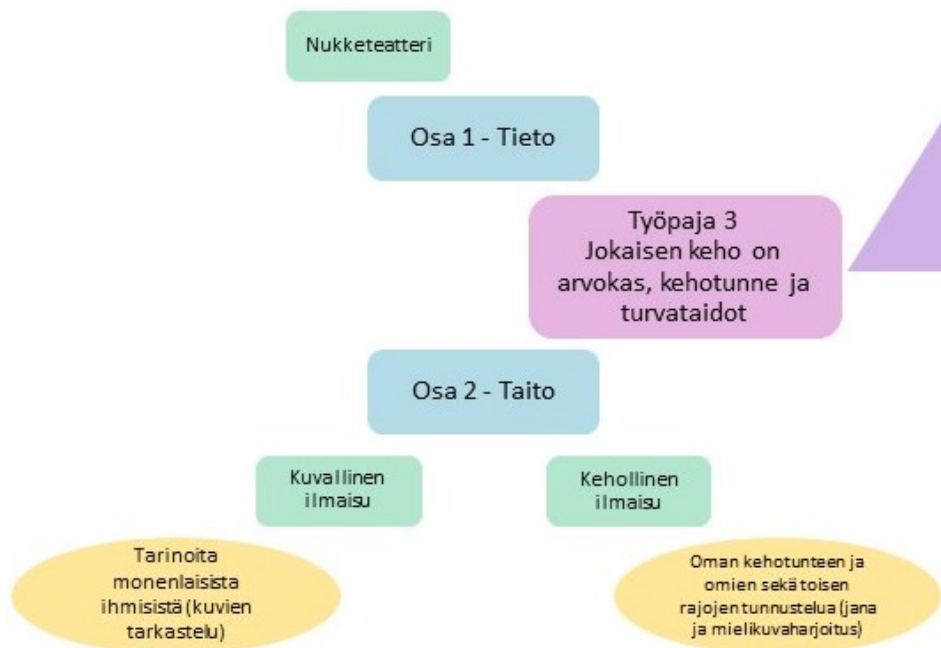 Nukketeatteri
Osa 1 - Tieto
Työpaja 3
Jokaisen keho on
arvokas, kehotunne ja
turvataidot
Osa 2 - Taito
Kuvallinen
ilmaisu
Kehollinen
ilmaisu
Tarinoita
monenlaisista
ihmisistä (kuvien
tarkastelu)
Oman kehotunteen ja
omien sekä toisen
rajojen tunnustelua (jana
ja mielikuvaharjoitus)